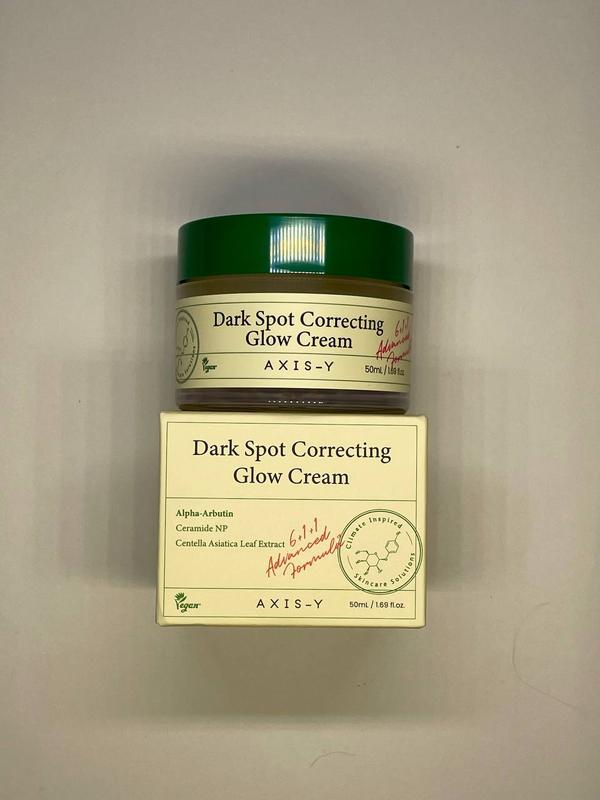 Dark Spot Correcting
Glow Cream
6+1+1
Advanced
Formula
Vegan
AXIS-Y
50mL / 1.69 fl.oz.
Dark Spot Correcting
Glow Cream
Alpha-Arbutin
Ceramide NP
Centella Asiatica Leaf Extract
6+1+1
Advanced
Formula
Climate Inspired
Skincare Solutions
Vegan
AXIS-Y
50mL / 1.69 fl.oz.